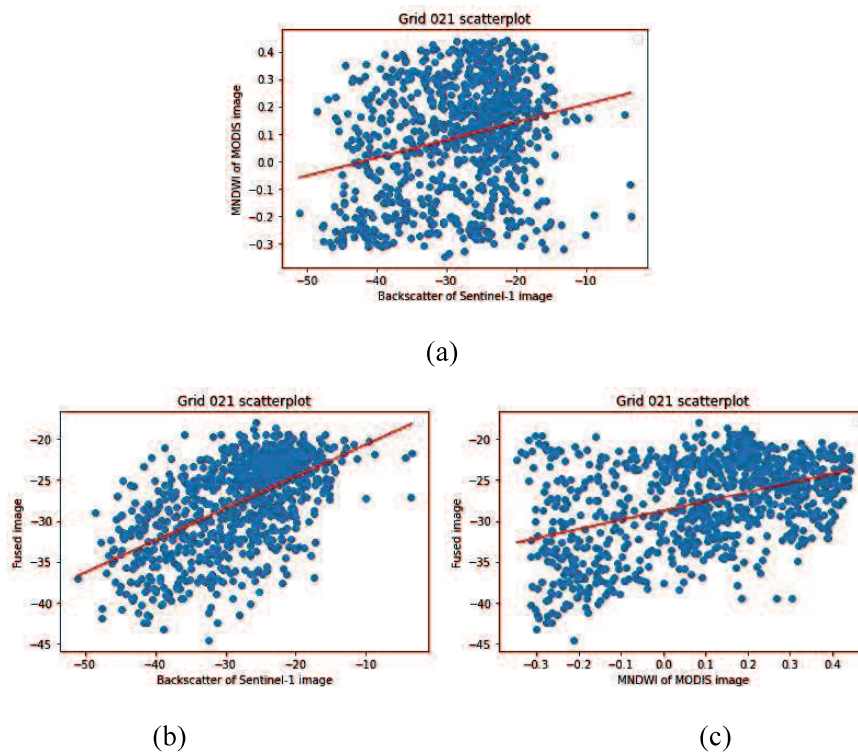 Grid 021 scatterplot
0.4
0.3
0.2
0.1
0.0
−0.1
−0.2
−0.3
MNDWI of MODIS image
−50 −40 −30 −20 −10
Backscatter of Sentinel-1 image
(a)
Grid 021 scatterplot
−20
−25
−30
−35
−40
−45
Fused image
−50 −40 −30 −20 −10
Backscatter of Sentinel-1 image
(b)
Grid 021 scatterplot
−20
−25
−30
−35
−40
−45
Fused image
−0.3 −0.2 −0.1 0.0 0.1 0.2 0.3 0.4
MNDWI of MODIS image
(c)